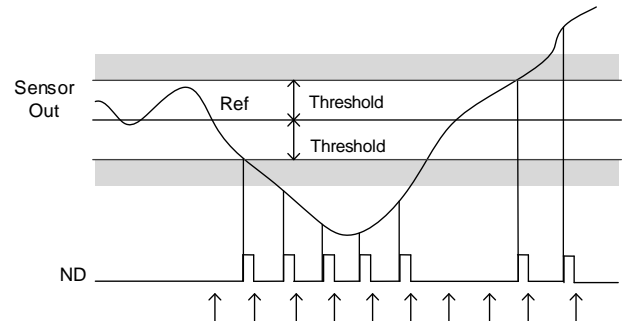 Sensor
Out
Ref
Threshold
Threshold
ND